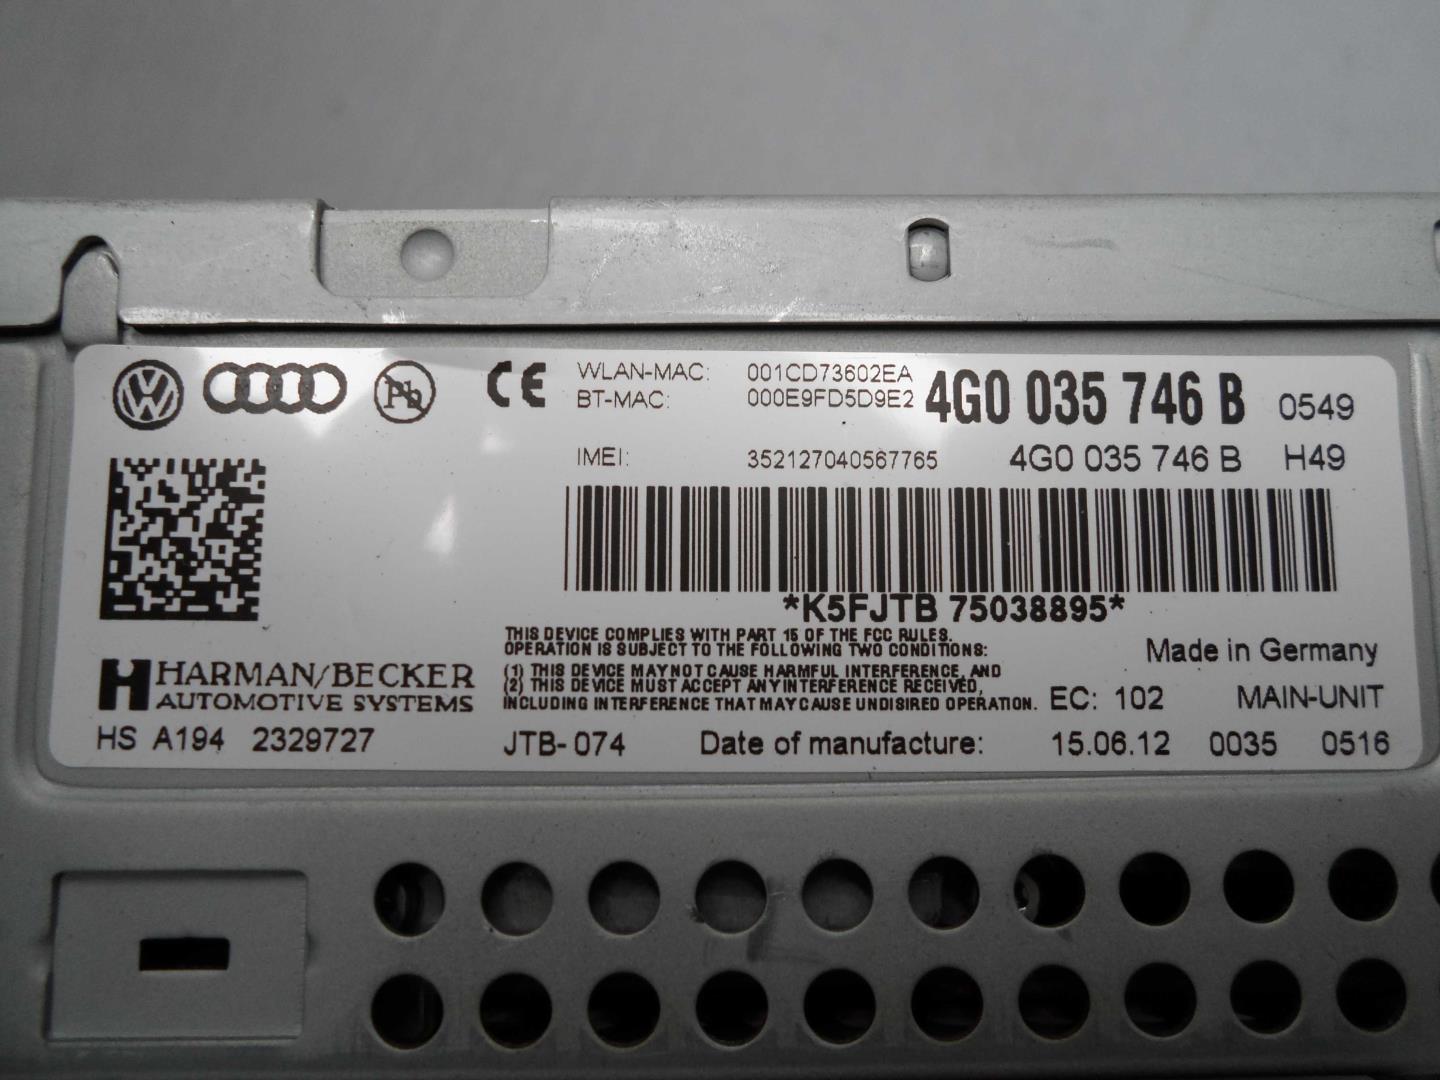 WLAN-MAC: 001CD73602EA
BT-MAC: 000E9FD5D9E2
4G0 035 746 B 0549
IMEI: 352127040567765
4G0 035 746 B H49
*K5FJTB 75038895*
THIS DEVICE COMPLIES WITH PART 15 OF THE FCC RULES.
OPERATION IS SUBJECT TO THE FOLLOWING TWO CONDITIONS:
(1) THIS DEVICE MAY NOT CAUSE HARMFUL INTERFERENCE, AND
(2) THIS DEVICE MUST ACCEPT ANY INTERFERENCE RECEIVED,
INCLUDING INTERFERENCE THAT MAY CAUSE UNDISIRED OPERATION.
Made in Germany
EC: 102 MAIN-UNIT
HARMAN/BECKER
AUTOMOTIVE SYSTEMS
HS A194 2329727
JTB-074
Date of manufacture: 15.06.12 0035 0516
Pb
CE
VW